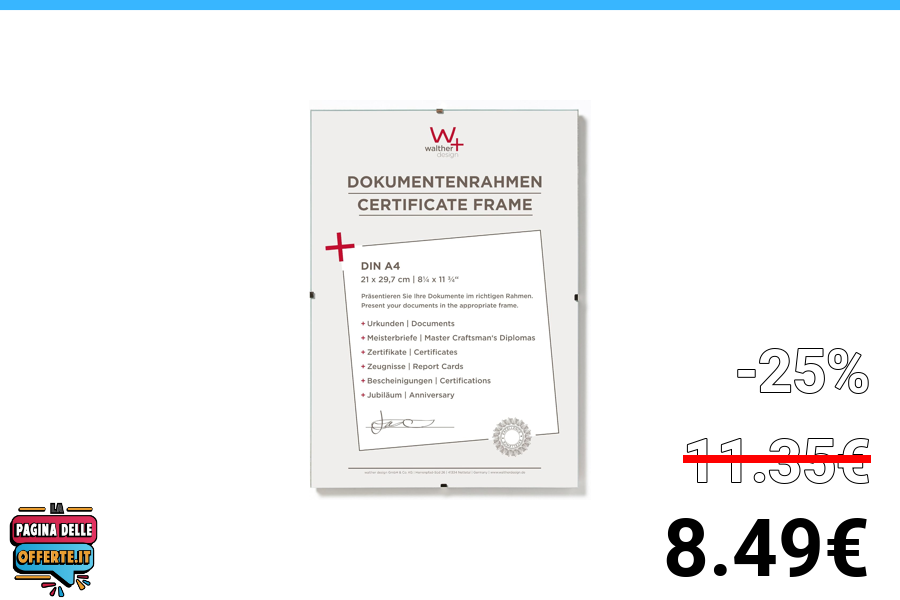 W+
walther
design
DOKUMENTENRAHMEN
CERTIFICATE FRAME
DIN A4
21 x 29,7 cm | 8¼ x 11 ¾"
Präsentieren Sie Ihre Dokumente im richtigen Rahmen.
Present your documents in the appropriate frame.
+ Urkunden | Documents
+ Meisterbriefe | Master Craftsman's Diplomas
+ Zertifikate | Certificates
+ Zeugnisse | Report Cards
+ Bescheinigungen | Certifications
+ Jubiläum | Anniversary
-25%
11.35€
8.49€
LA
PAGINA DELLE
OFFERTE.IT